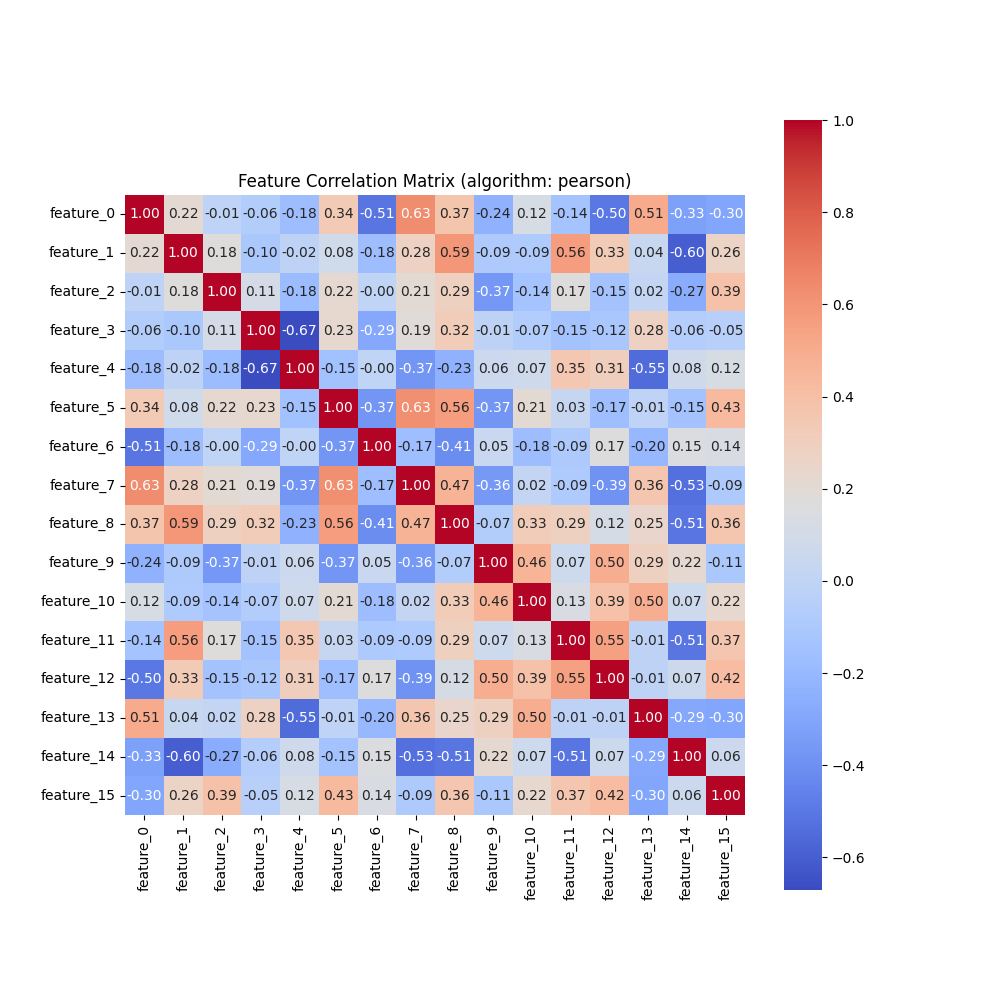 Feature Correlation Matrix (algorithm: pearson)
feature_0 1.00 0.22 -0.01 -0.06 -0.18 0.34 -0.51 0.63 0.37 -0.24 0.12 -0.14 -0.50 0.51 -0.33 -0.30
feature_1 0.22 1.00 0.18 -0.10 -0.02 0.08 -0.18 0.28 0.59 -0.09 -0.09 0.56 0.33 0.04 -0.60 0.26
feature_2 -0.01 0.18 1.00 0.11 -0.18 0.22 -0.00 0.21 0.29 -0.37 -0.14 0.17 -0.15 0.02 -0.27 0.39
feature_3 -0.06 -0.10 0.11 1.00 -0.67 0.23 -0.29 0.19 0.32 -0.01 -0.07 -0.15 -0.12 0.28 -0.06 -0.05
feature_4 -0.18 -0.02 -0.18 -0.67 1.00 -0.15 -0.00 -0.37 -0.23 0.06 0.07 0.35 0.31 -0.55 0.08 0.12
feature_5 0.34 0.08 0.22 0.23 -0.15 1.00 -0.37 0.63 0.56 -0.37 0.21 0.03 -0.17 -0.01 -0.15 0.43
feature_6 -0.51 -0.18 -0.00 -0.29 -0.00 -0.37 1.00 -0.17 -0.41 0.05 -0.18 -0.09 0.17 -0.20 0.15 0.14
feature_7 0.63 0.28 0.21 0.19 -0.37 0.63 -0.17 1.00 0.47 -0.36 0.02 -0.09 -0.39 0.36 -0.53 -0.09
feature_8 0.37 0.59 0.29 0.32 -0.23 0.56 -0.41 0.47 1.00 -0.07 0.33 0.29 0.12 0.25 -0.51 0.36
feature_9 -0.24 -0.09 -0.37 -0.01 0.06 -0.37 0.05 -0.36 -0.07 1.00 0.46 0.07 0.50 0.29 0.22 -0.11
feature_10 0.12 -0.09 -0.14 -0.07 0.07 0.21 -0.18 0.02 0.33 0.46 1.00 0.13 0.39 0.50 0.07 0.22
feature_11 -0.14 0.56 0.17 -0.15 0.35 0.03 -0.09 -0.09 0.29 0.07 0.13 1.00 0.55 -0.01 -0.51 0.37
feature_12 -0.50 0.33 -0.15 -0.12 0.31 -0.17 0.17 -0.39 0.12 0.50 0.39 0.55 1.00 -0.01 0.07 0.42
feature_13 0.51 0.04 0.02 0.28 -0.55 -0.01 -0.20 0.36 0.25 0.29 0.50 -0.01 -0.01 1.00 -0.29 -0.30
feature_14 -0.33 -0.60 -0.27 -0.06 0.08 -0.15 0.15 -0.53 -0.51 0.22 0.07 -0.51 0.07 -0.29 1.00 0.06
feature_15 -0.30 0.26 0.39 -0.05 0.12 0.43 0.14 -0.09 0.36 -0.11 0.22 0.37 0.42 -0.30 0.06 1.00
feature_0 feature_1 feature_2 feature_3 feature_4 feature_5 feature_6 feature_7 feature_8 feature_9 feature_10 feature_11 feature_12 feature_13 feature_14 feature_15
1.0
0.8
0.6
0.4
0.2
0.0
−0.2
−0.4
−0.6